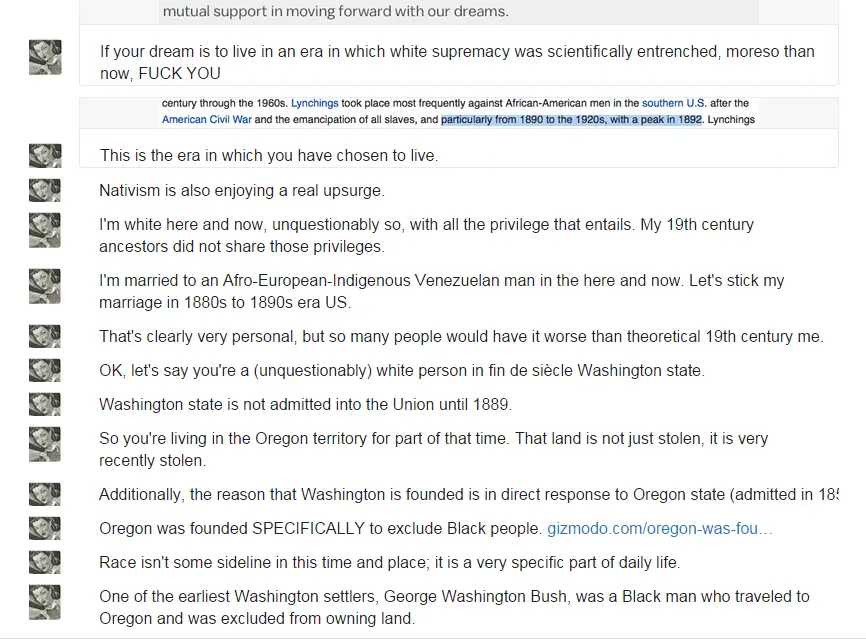 mutual support in moving forward with our dreams.
If your dream is to live in an era in which white supremacy was scientifically entrenched, moreso than
now, FUCK YOU
century through the 1960s. Lynchings took place most frequently against African-American men in the southern U.S. after the
American Civil War and the emancipation of all slaves, and particularly from 1890 to the 1920s, with a peak in 1892. Lynchings
This is the era in which you have chosen to live.
Nativism is also enjoying a real upsurge.
I'm white here and now, unquestionably so, with all the privilege that entails. My 19th century
ancestors did not share those privileges.
I'm married to an Afro-European-Indigenous Venezuelan man in the here and now. Let's stick my
marriage in 1880s to 1890s era US.
That's clearly very personal, but so many people would have it worse than theoretical 19th century me.
OK, let's say you're a (unquestionably) white person in fin de siècle Washington state.
Washington state is not admitted into the Union until 1889.
So you're living in the Oregon territory for part of that time. That land is not just stolen, it is very
recently stolen.
Additionally, the reason that Washington is founded is in direct response to Oregon state (admitted in
Oregon was founded SPECIFICALLY to exclude Black people. gizmodo.com/oregon-was-fou…
Race isn't some sideline in this time and place; it is a very specific part of daily life.
One of the earliest Washington settlers, George Washington Bush, was a Black man who traveled to
Oregon and was excluded from owning land.